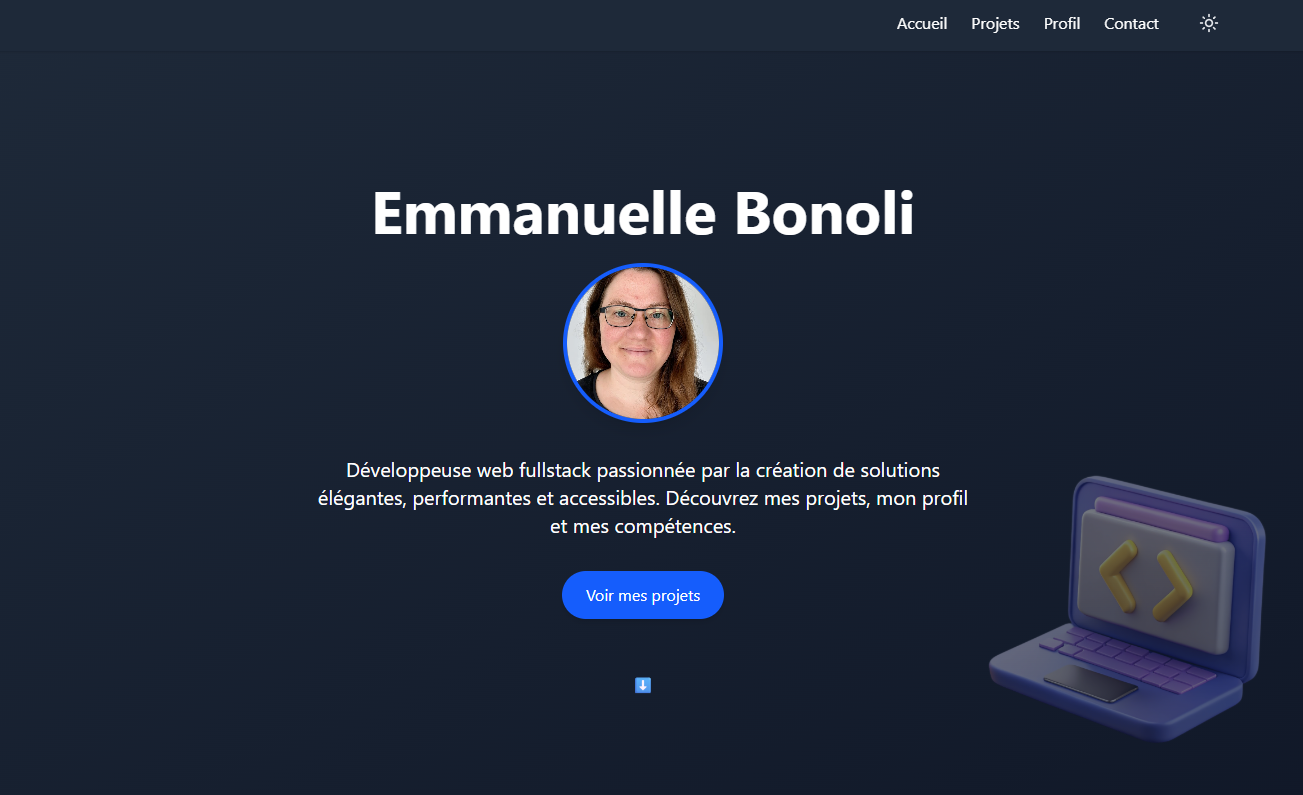 Accueil Projets Profil Contact
Emmanuelle Bonoli
Développeuse web fullstack passionnée par la création de solutions
élégantes, performantes et accessibles. Découvrez mes projets, mon profil
et mes compétences.
Voir mes projets